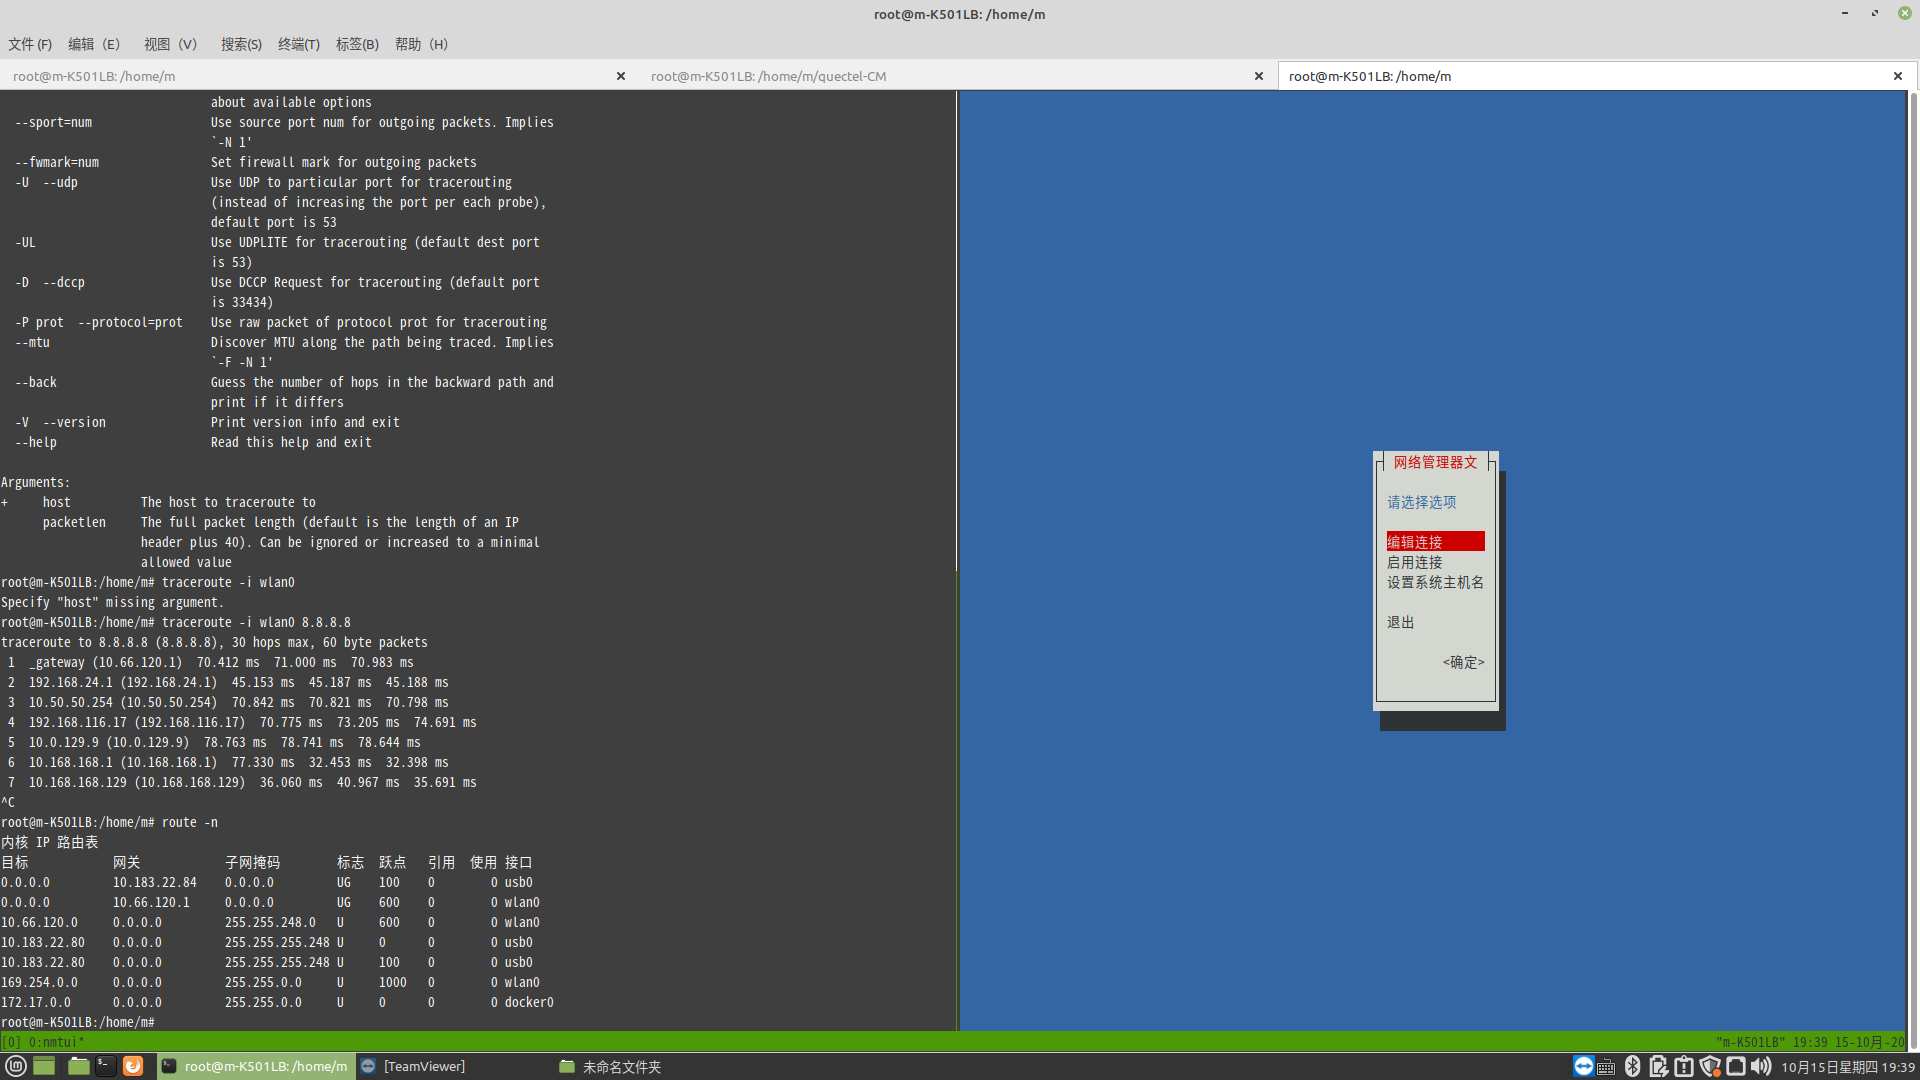 root@m-K501LB: /home/m
文件 (F) 编辑（E） 视图（V） 搜索(S) 终端(T) 标签(B) 帮助（H）
root@m-K501LB: /home/m
root@m-K501LB: /home/m/quectel-CM
root@m-K501LB: /home/m
about available options
--sport=num Use source port num for outgoing packets. Implies
`-N 1'
--fwmark=num Set firewall mark for outgoing packets
-U --udp Use UDP to particular port for tracerouting
(instead of increasing the port per each probe),
default port is 53
-UL Use UDPLITE for tracerouting (default dest port
is 53)
-D --dccp Use DCCP Request for tracerouting (default port
is 33434)
-P prot --protocol=prot Use raw packet of protocol prot for tracerouting
--mtu Discover MTU along the path being traced. Implies
`-F -N 1'
--back Guess the number of hops in the backward path and
print if it differs
-V --version Print version info and exit
--help Read this help and exit
Arguments:
+ host The host to traceroute to
packetlen The full packet length (default is the length of an IP
header plus 40). Can be ignored or increased to a minimal
allowed value
root@m-K501LB:/home/m# traceroute -i wlan0
Specify "host" missing argument.
root@m-K501LB:/home/m# traceroute -i wlan0 8.8.8.8
traceroute to 8.8.8.8 (8.8.8.8), 30 hops max, 60 byte packets
1 _gateway (10.66.120.1) 70.412 ms 71.000 ms 70.983 ms
2 192.168.24.1 (192.168.24.1) 45.153 ms 45.187 ms 45.188 ms
3 10.50.50.254 (10.50.50.254) 70.842 ms 70.821 ms 70.798 ms
4 192.168.116.17 (192.168.116.17) 70.775 ms 73.205 ms 74.691 ms
5 10.0.129.9 (10.0.129.9) 78.763 ms 78.741 ms 78.644 ms
6 10.168.168.1 (10.168.168.1) 77.330 ms 32.453 ms 32.398 ms
7 10.168.168.129 (10.168.168.129) 36.060 ms 40.967 ms 35.691 ms
^C
root@m-K501LB:/home/m# route -n
内核 IP 路由表
目标 网关 子网掩码 标志 跃点 引用 使用 接口
0.0.0.0 10.183.22.84 0.0.0.0 UG 100 0 0 usb0
0.0.0.0 10.66.120.1 0.0.0.0 UG 600 0 0 wlan0
10.66.120.0 0.0.0.0 255.255.248.0 U 600 0 0 wlan0
10.183.22.80 0.0.0.0 255.255.255.248 U 0 0 0 usb0
10.183.22.80 0.0.0.0 255.255.255.248 U 100 0 0 usb0
169.254.0.0 0.0.0.0 255.255.0.0 U 1000 0 0 wlan0
172.17.0.0 0.0.0.0 255.255.0.0 U 0 0 0 docker0
root@m-K501LB:/home/m#
网络管理器文
请选择选项
编辑连接
启用连接
设置系统主机名
退出
<确定>
[0] 0:nmtui* "m-K501LB" 19:39 15-10月-20
root@m-K501LB: /home/m [TeamViewer] 未命名文件夹 10月15日星期四 19:39